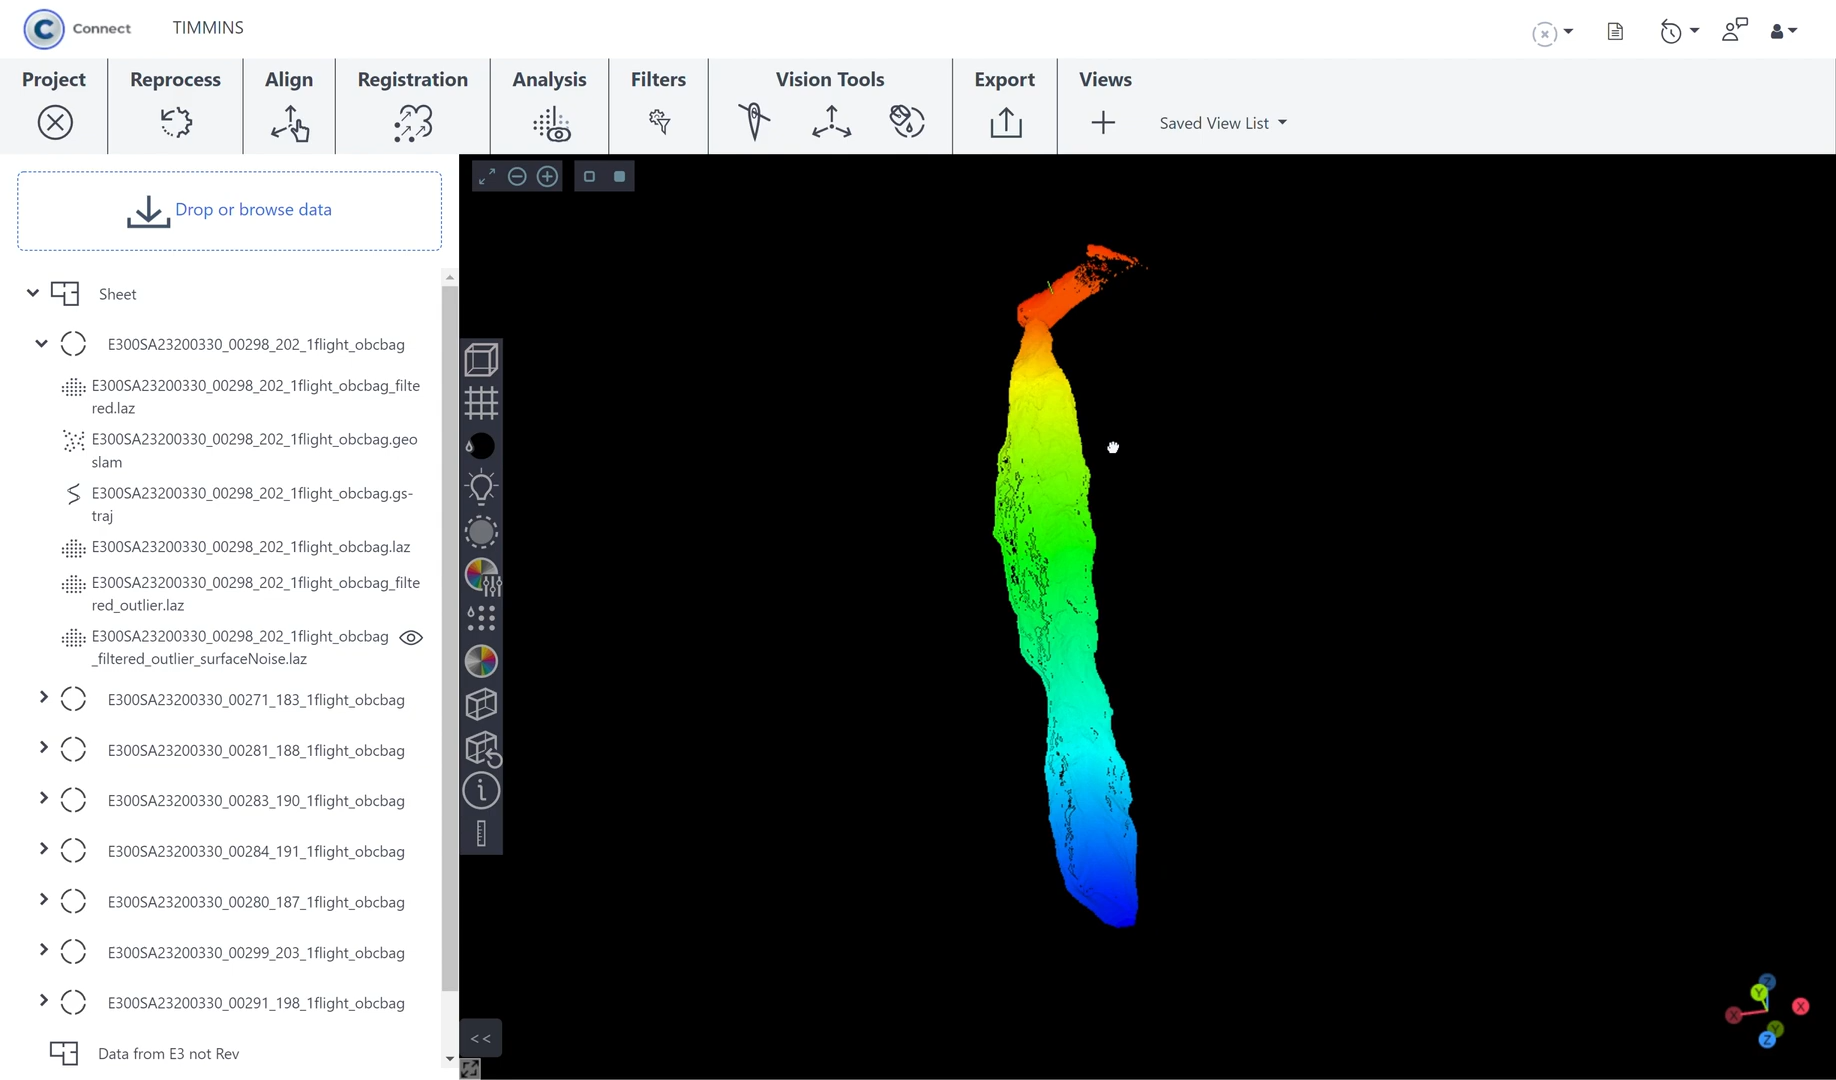 C Connect TIMMINS
Project Reprocess Align Registration Analysis Filters Vision Tools Export Views
Saved View List
Drop or browse data
Sheet
E300SA23200330_00298_202_1flight_obcbag
E300SA23200330_00298_202_1flight_obcbag_filte
red.laz
E300SA23200330_00298_202_1flight_obcbag.geo
slam
E300SA23200330_00298_202_1flight_obcbag.gs-
traj
E300SA23200330_00298_202_1flight_obcbag.laz
E300SA23200330_00298_202_1flight_obcbag_filte
red_outlier.laz
E300SA23200330_00298_202_1flight_obcbag
_filtered_outlier_surfaceNoise.laz
E300SA23200330_00271_183_1flight_obcbag
E300SA23200330_00281_188_1flight_obcbag
E300SA23200330_00283_190_1flight_obcbag
E300SA23200330_00284_191_1flight_obcbag
E300SA23200330_00280_187_1flight_obcbag
E300SA23200330_00299_203_1flight_obcbag
E300SA23200330_00291_198_1flight_obcbag
Data from E3 not Rev
<<
Z
Y
X X
Y
Z